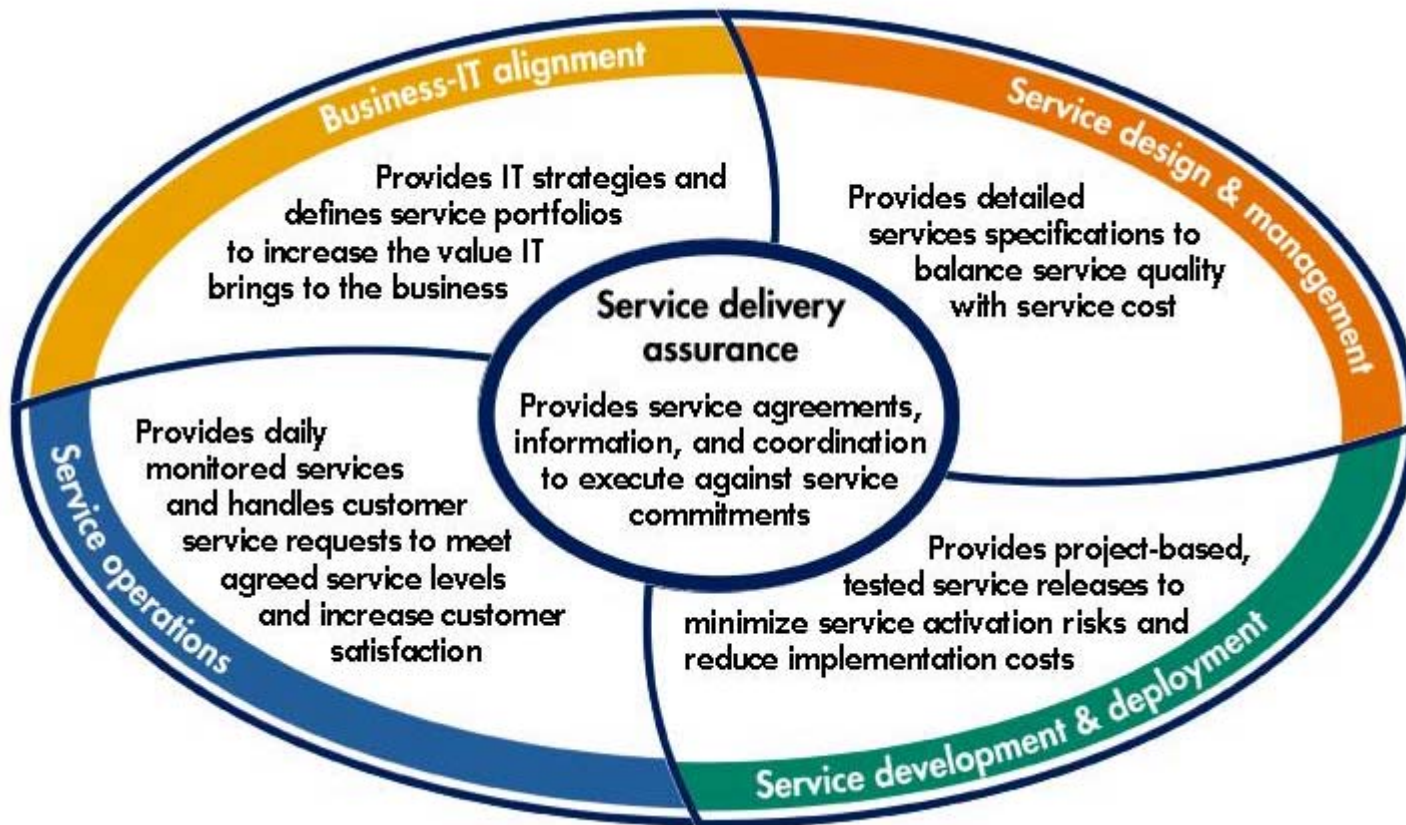 Business-IT alignment
Provides IT strategies and
defines service portfolios
to increase the value IT
brings to the business
Service design & management
Provides detailed
services specifications to
balance service quality
with service cost
Service delivery
assurance
Provides service agreements,
information, and coordination
to execute against service
commitments
Service operations
Provides daily
monitored services
and handles customer
service requests to meet
agreed service levels
and increase customer
satisfaction
Provides project-based,
tested service releases to
minimize service activation risks and
reduce implementation costs
Service development & deployment